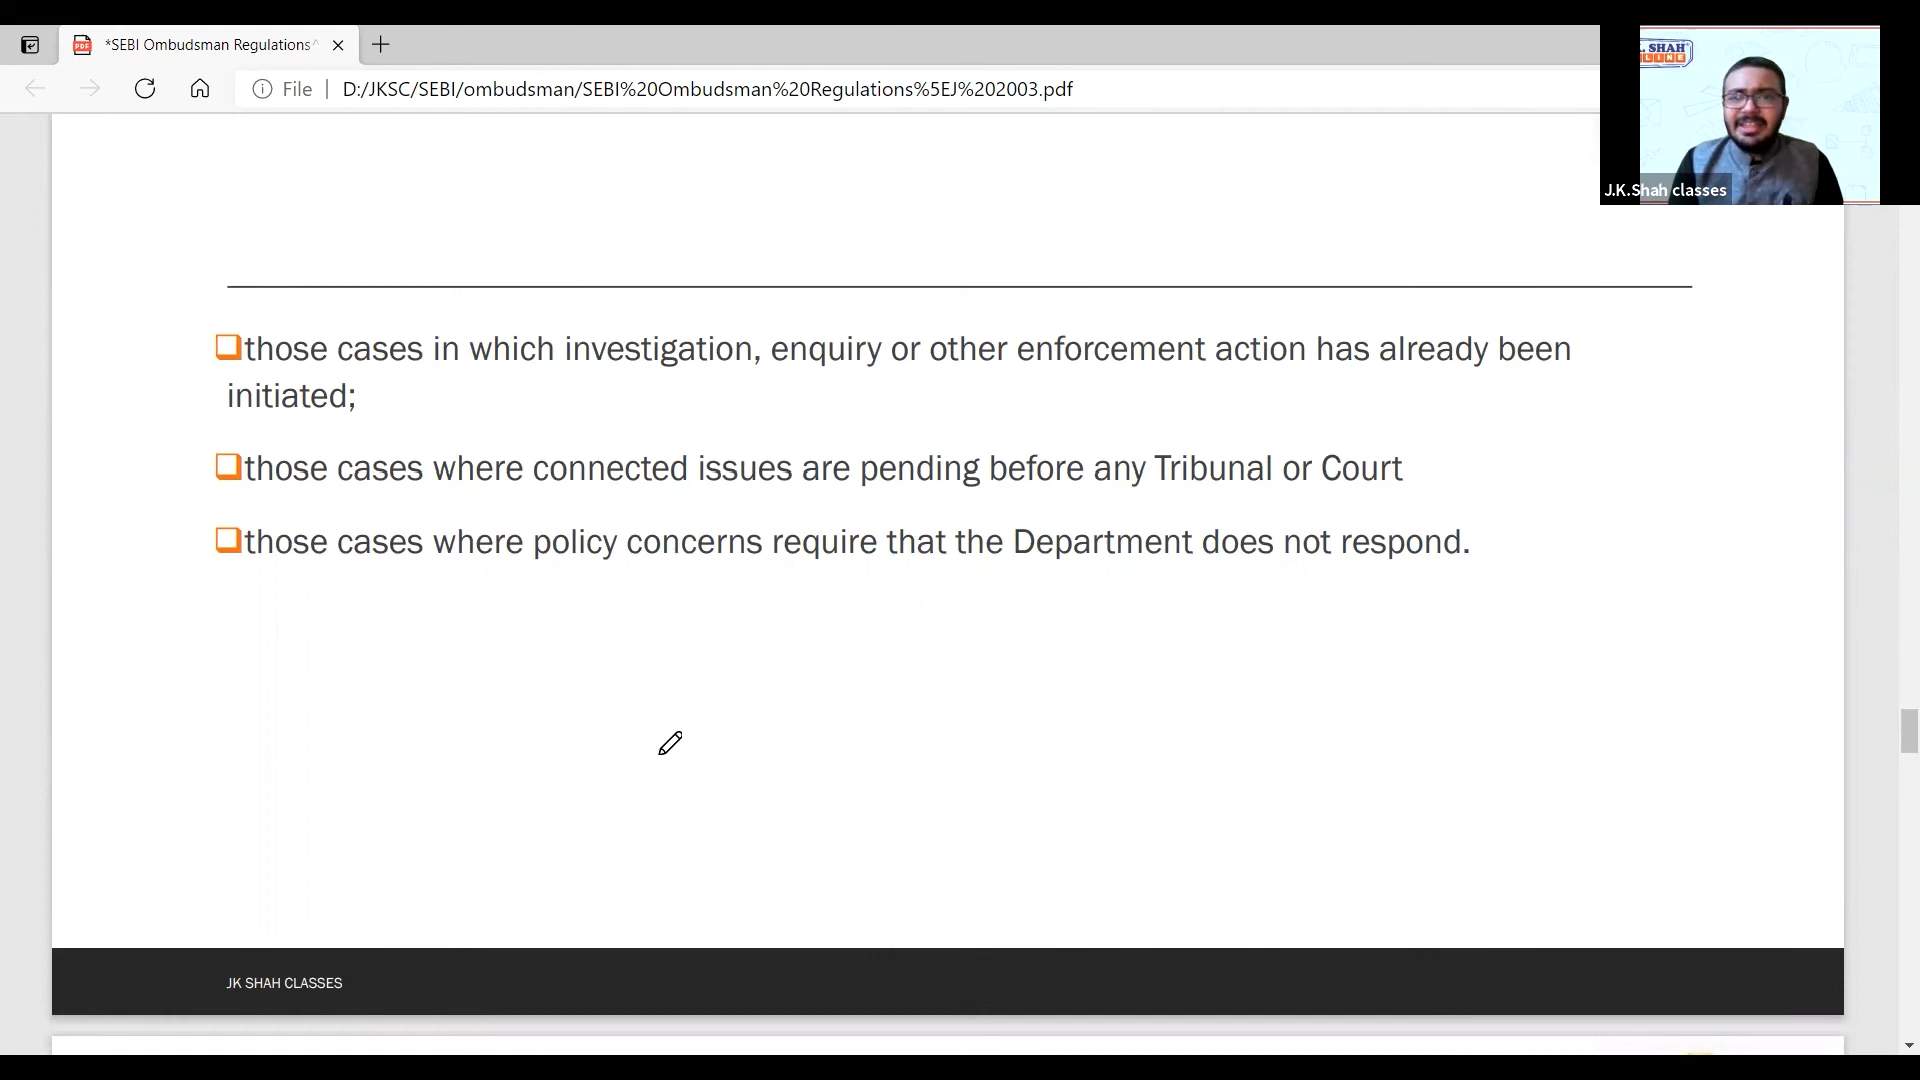 *SEBI Ombudsman Regulations^
File
D:/JKSC/SEBI/ombudsman/SEBI%20Ombudsman%20Regulations%5EJ%202003.pdf
K. SHAH
LINE
J.K.Shah classes
those cases in which investigation, enquiry or other enforcement action has already been
initiated;
those cases where connected issues are pending before any Tribunal or Court
those cases where policy concerns require that the Department does not respond.
JK SHAH CLASSES